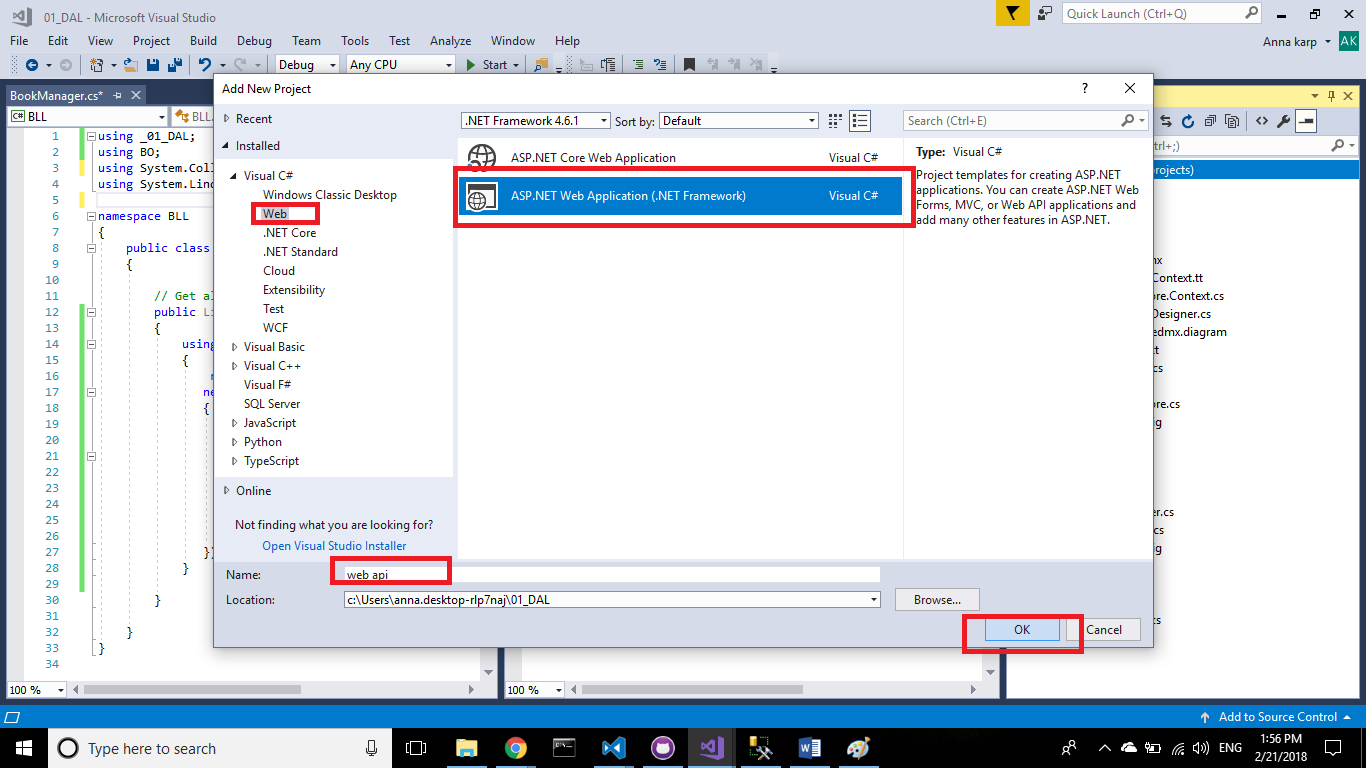 01_DAL - Microsoft Visual Studio
Quick Launch (Ctrl+Q)
File Edit View Project Build Debug Team Tools Test Analyze Window Help
Anna karp AK
Debug Any CPU Start
BookManager.cs*
BLL
BLL.
1 using _01_DAL;
2 using BO;
3 using System.Coll
4 using System.Linq
5
6 namespace BLL
7 {
8 public class
9 {
10
11 // Get al
12 public Li
13 {
14 using
15 {
16
17 ne
18 {
19
20
21
22
23
24
25
26
27 })
28 }
29
30 }
31
32 }
33 }
34
100 %
100 %
Add New Project
?
Recent
Installed
Visual C#
Windows Classic Desktop
Web
.NET Core
.NET Standard
Cloud
Extensibility
Test
WCF
Visual Basic
Visual C++
Visual F#
SQL Server
JavaScript
Python
TypeScript
Online
Not finding what you are looking for?
Open Visual Studio Installer
.NET Framework 4.6.1 Sort by: Default
Search (Ctrl+E)
ASP.NET Core Web Application Visual C#
ASP.NET Web Application (.NET Framework) Visual C#
Type: Visual C#
Project templates for creating ASP.NET
applications. You can create ASP.NET Web
Forms, MVC, or Web API applications and
add many other features in ASP.NET.
Name: web api
Location: c:\Users\anna.desktop-rlp7naj\01_DAL
Browse...
OK Cancel
trl+;)
rojects)
Context.tt
re.Context.cs
Designer.cs
edmx.diagram
re.cs
er.cs
Add to Source Control
Type here to search
ENG
1:56 PM
2/21/2018